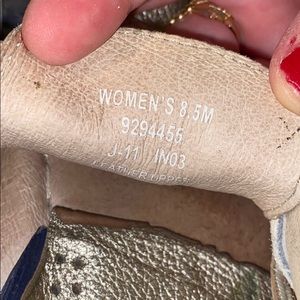 WOMEN'S 8.5M
9294455
J-11 IN03
LEATHER UPPER